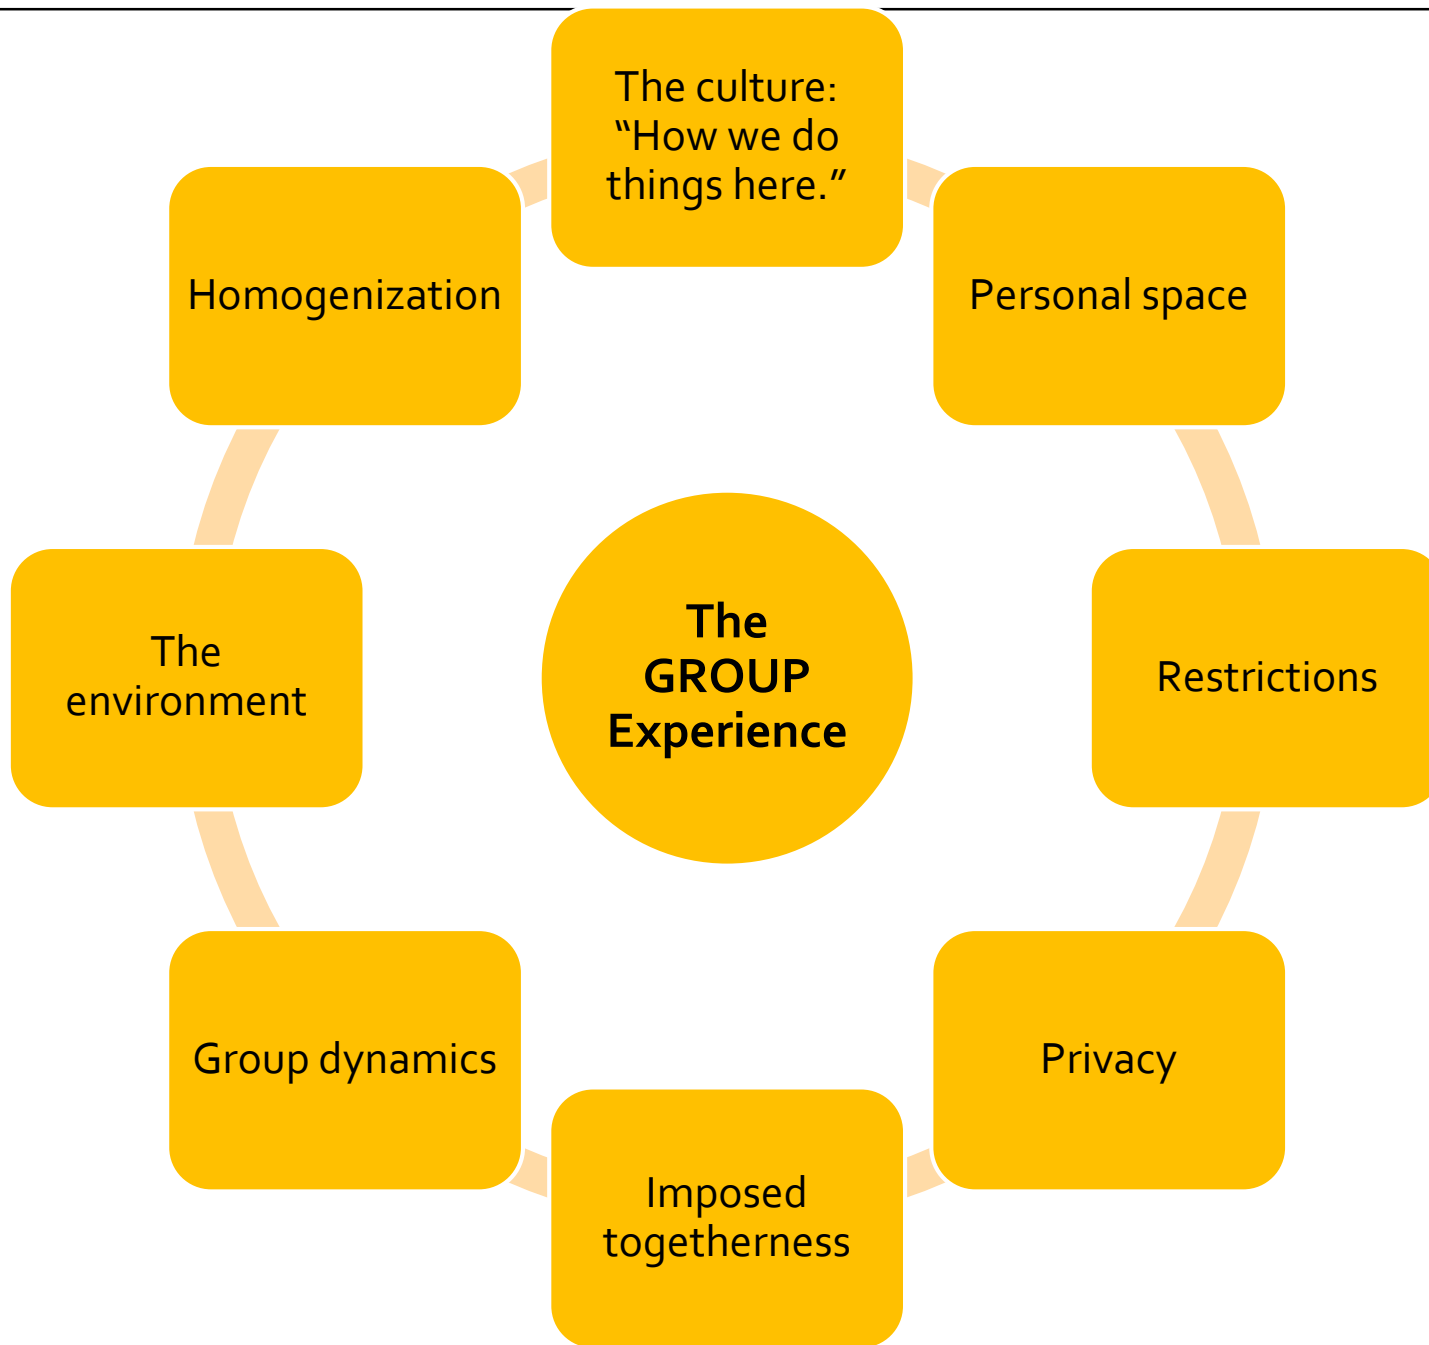 The culture:
“How we do
things here.”
Personal space
Restrictions
Privacy
Imposed
togetherness
Group dynamics
The
environment
Homogenization
The
GROUP
Experience